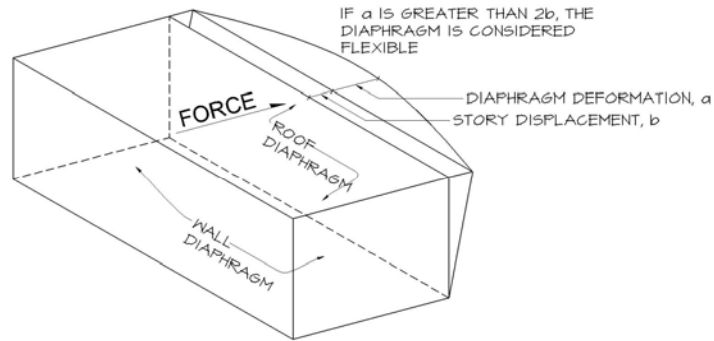 IF a IS GREATER THAN 2b, THE
DIAPHRAGM IS CONSIDERED
FLEXIBLE
DIAPHRAGM DEFORMATION, a
STORY DISPLACEMENT, b
FORCE
ROOF
DIAPHRAGM
WALL
DIAPHRAGM